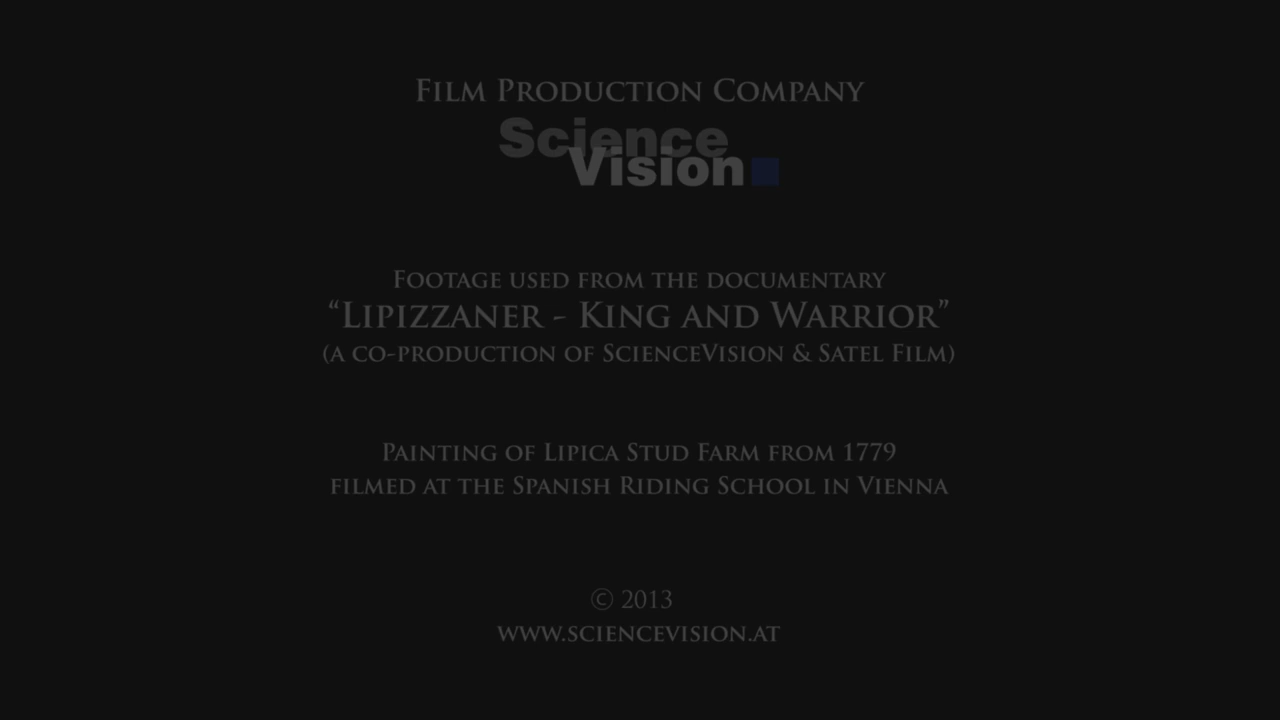 Film Production Company
Science
Vision
Footage used from the documentary
“Lipizzaner - King and Warrior”
(a co-production of ScienceVision & Satel Film)
Painting of Lipica Stud Farm from 1779
filmed at the Spanish Riding School in Vienna
© 2013
www.sciencevision.at